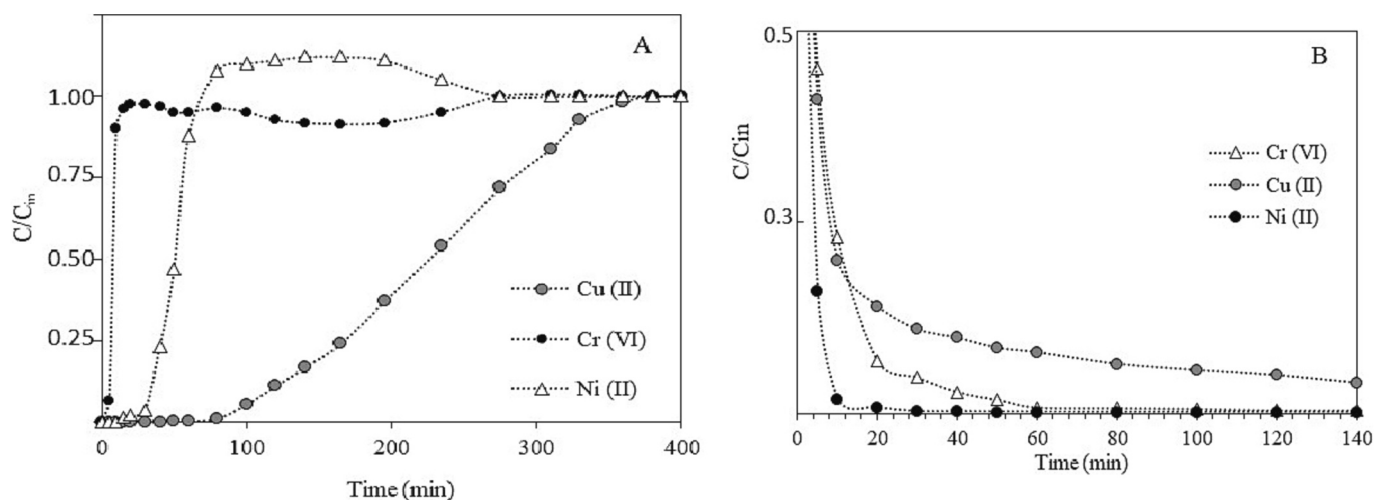 A
1.00
0.75
0.50
0.25
C/Cin
0
100
200
300
400
Time (min)
Cu (II)
Cr (VI)
Ni (II)
B
0.5
0.3
C/Cin
0
20
40
60
80
100
120
140
Time (min)
Cr (VI)
Cu (II)
Ni (II)